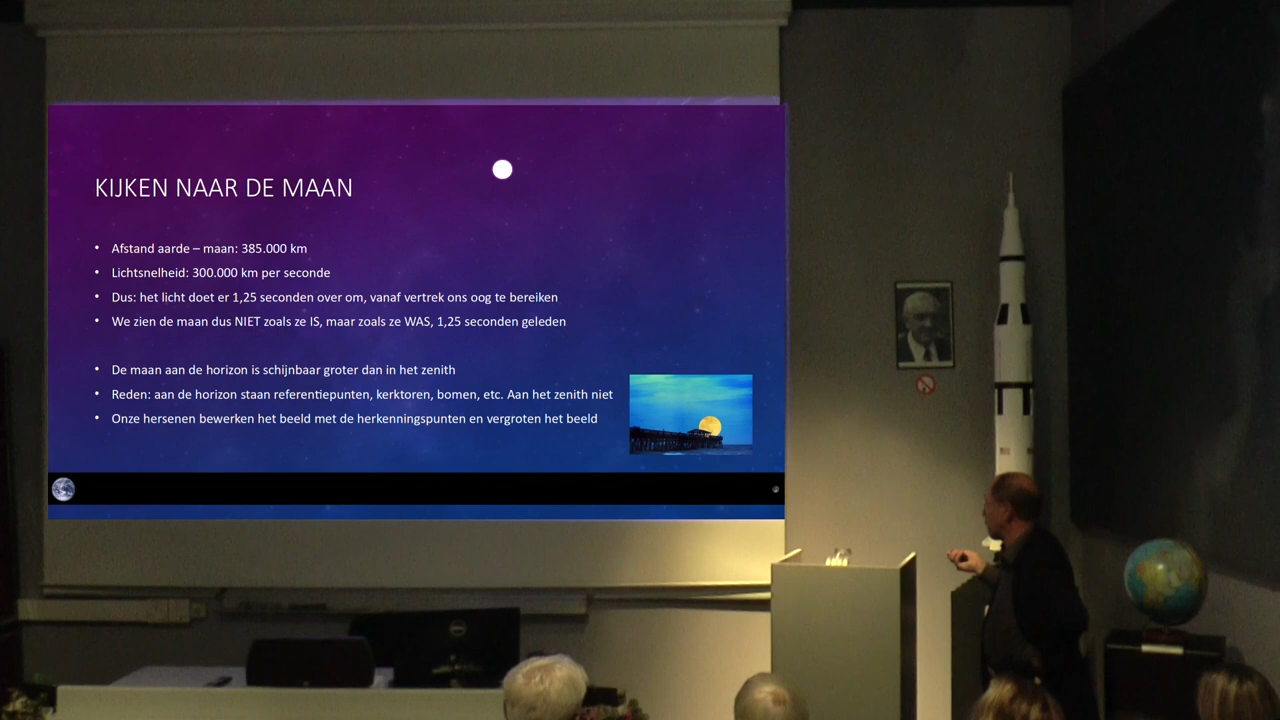 KIJKEN NAAR DE MAAN
• Afstand aarde – maan: 385.000 km
• Lichtsnelheid: 300.000 km per seconde
• Dus: het licht doet er 1,25 seconden over om, vanaf vertrek ons oog te bereiken
• We zien de maan dus NIET zoals ze IS, maar zoals ze WAS, 1,25 seconden geleden
• De maan aan de horizon is schijnbaar groter dan in het zenith
• Reden: aan de horizon staan referentiepunten, kerktoren, bomen, etc. Aan het zenith niet
• Onze hersenen bewerken het beeld met de herkenningspunten en vergroten het beeld